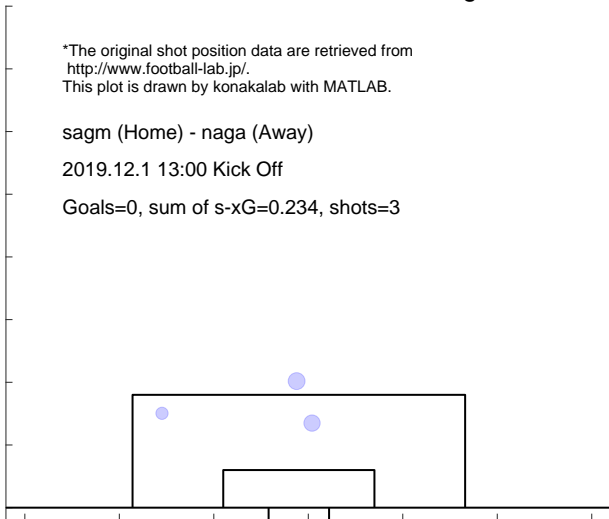 *The original shot position data are retrieved from
http://www.football-lab.jp/.
This plot is drawn by konakalab with MATLAB.
sagm (Home) - naga (Away)
2019.12.1 13:00 Kick Off
Goals=0, sum of s-xG=0.234, shots=3